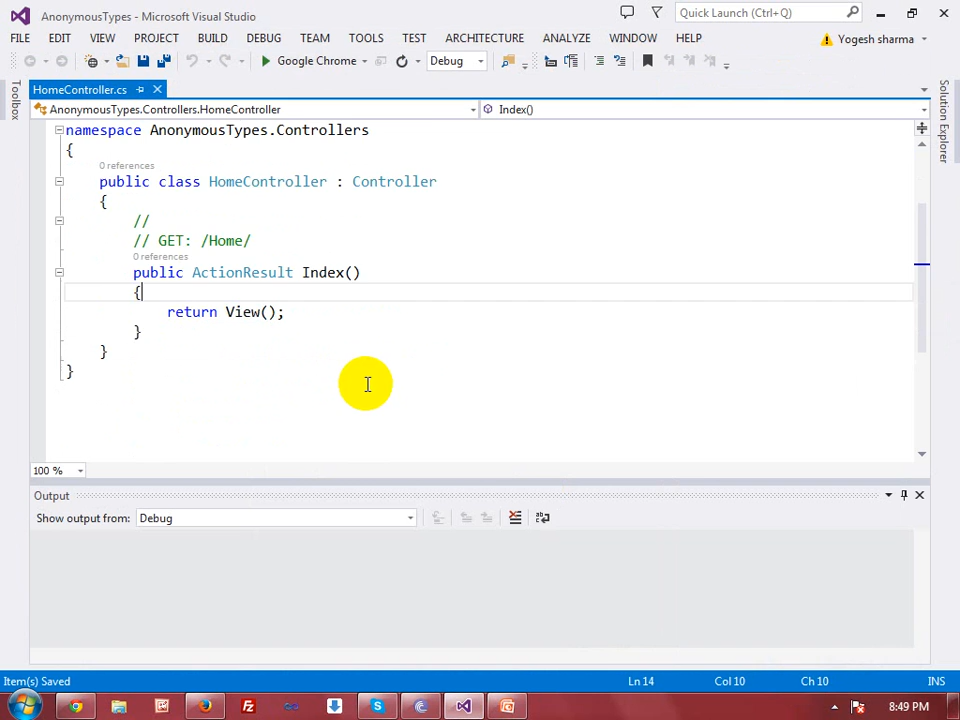 AnonymousTypes - Microsoft Visual Studio
Quick Launch (Ctrl+Q)
FILE EDIT VIEW PROJECT BUILD DEBUG TEAM TOOLS TEST ARCHITECTURE ANALYZE WINDOW HELP
Yogesh sharma
Google Chrome
Debug
Toolbox
HomeController.cs
Solution Explorer
AnonymousTypes.Controllers.HomeController
Index()
namespace AnonymousTypes.Controllers
{
0 references
public class HomeController : Controller
{
//
// GET: /Home/
0 references
public ActionResult Index()
{
return View();
}
}
}
100 %
Output
Show output from: Debug
Item(s) Saved
Ln 14 Col 10 Ch 10 INS
8:49 PM